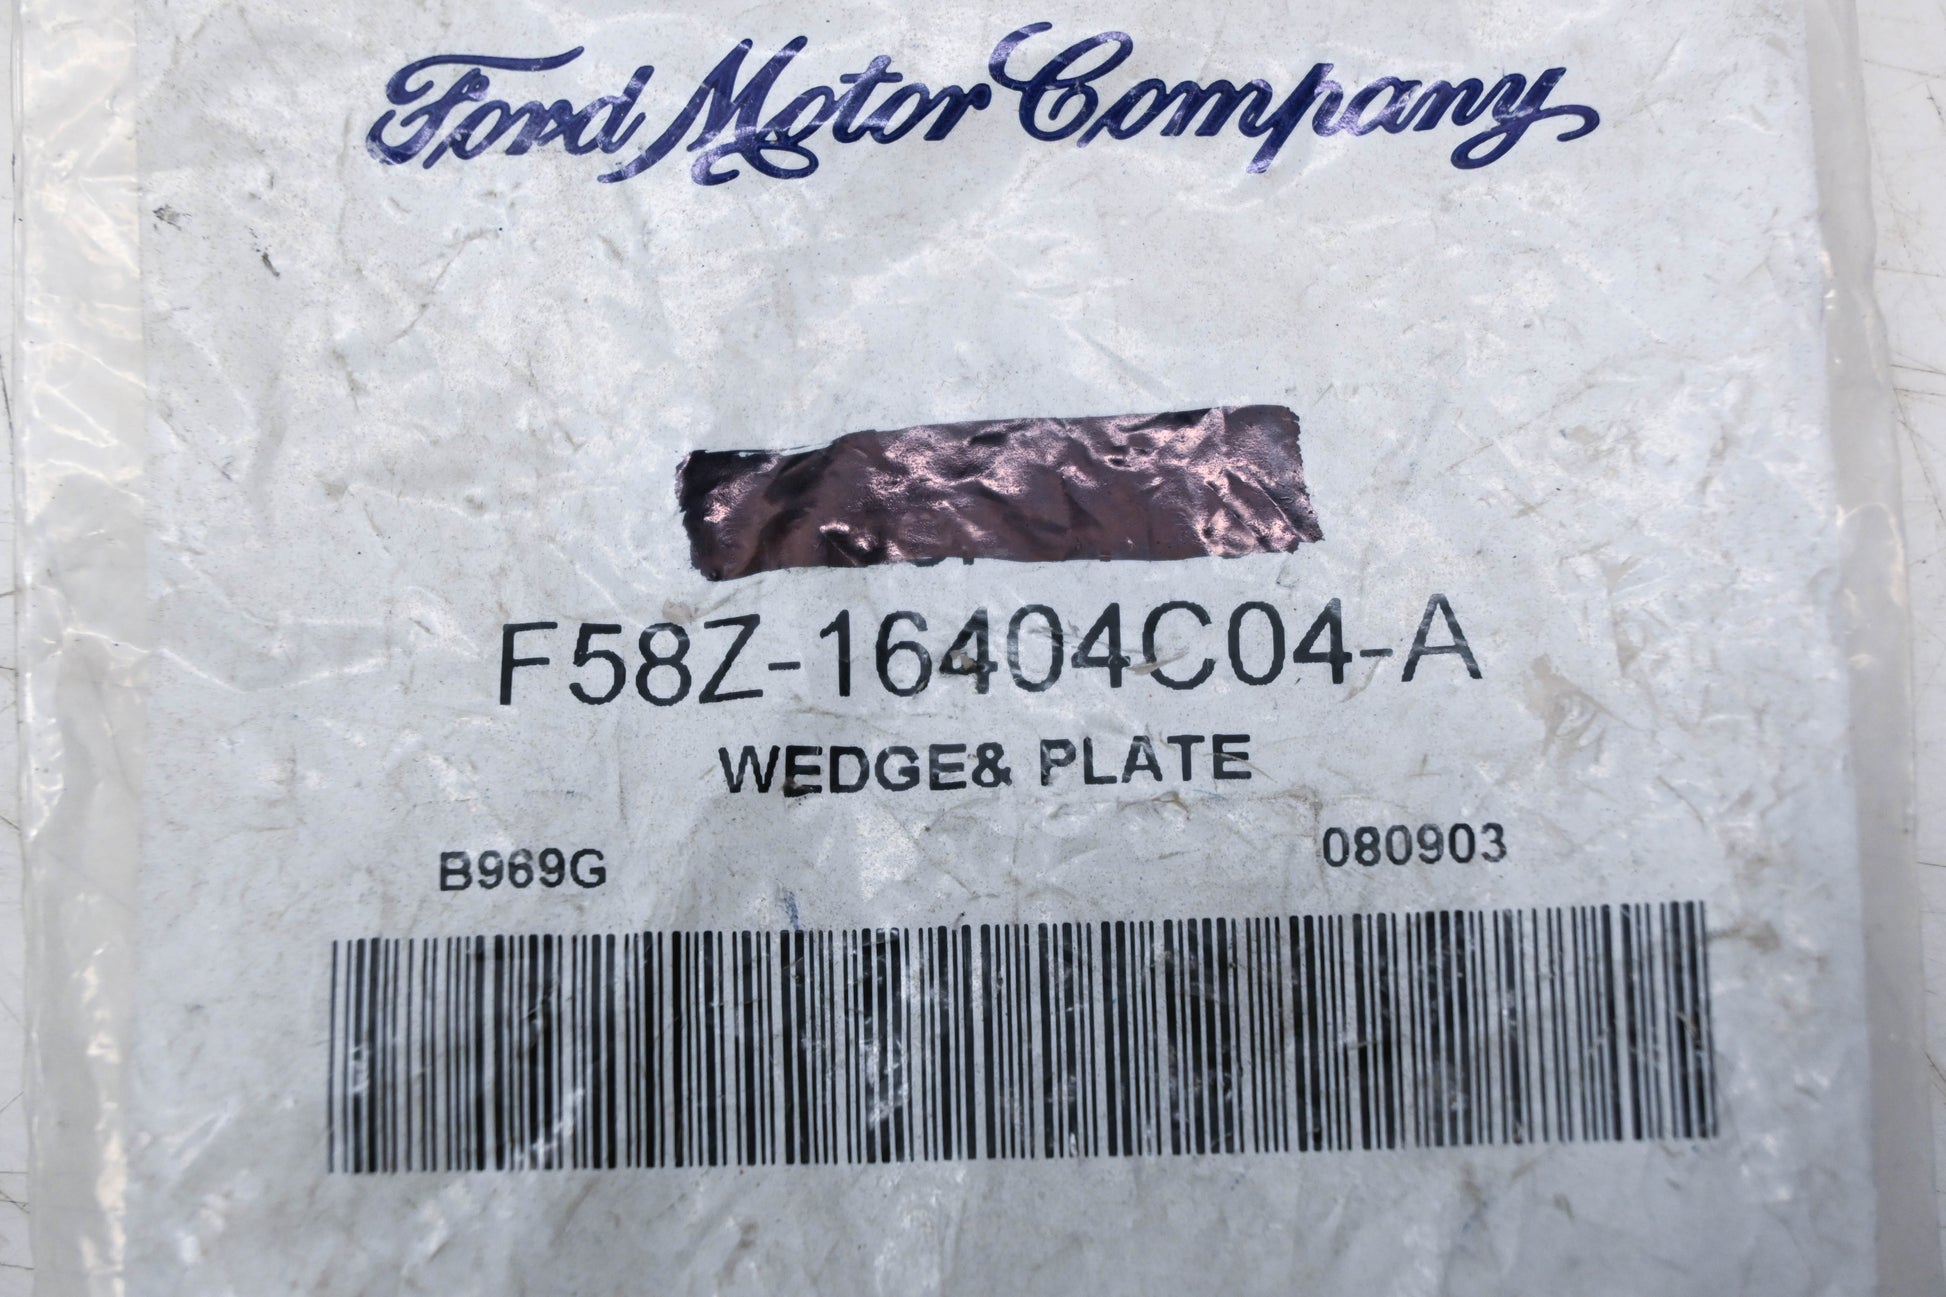 Ford Motor Company
F58Z-16404C04-A
WEDGE& PLATE
B969G
080903